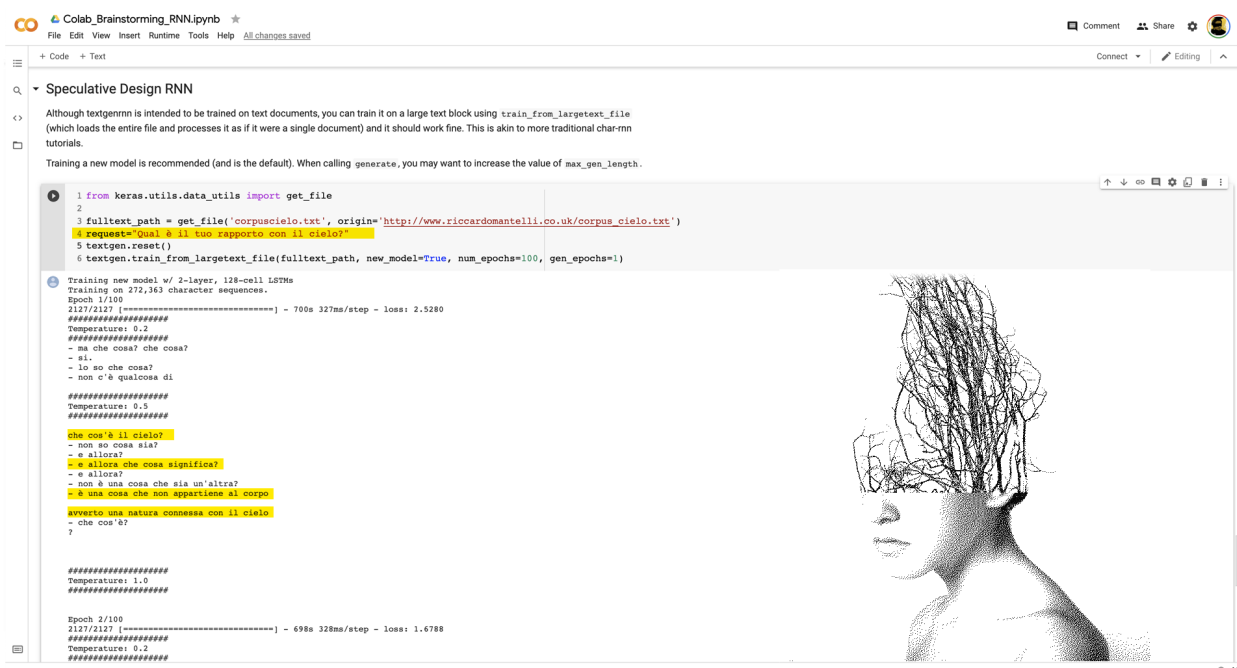 Colab_Brainstorming_RNN.ipynb
Comment
Share
File Edit View Insert Runtime Tools Help All changes saved
+ Code + Text
Connect
Editing
Speculative Design RNN
Although textgenrnn is intended to be trained on text documents, you can train it on a large text block using train_from_largetext_file
(which loads the entire file and processes it as if it were a single document) and it should work fine. This is akin to more traditional char-rnn
tutorials.
Training a new model is recommended (and is the default). When calling generate, you may want to increase the value of max_gen_length.
1 from keras.utils.data_utils import get_file
2
3 fulltext_path = get_file('corpuscielo.txt', origin='http://www.riccardomantelli.co.uk/corpus_cielo.txt')
4 request="Qual è il tuo rapporto con il cielo?"
5 textgen.reset()
6 textgen.train_from_largetext_file(fulltext_path, new_model=True, num_epochs=100, gen_epochs=1)
Training new model w/ 2-layer, 128-cell LSTMs
Training on 272,363 character sequences.
Epoch 1/100
2127/2127 [==============================] - 700s 327ms/step - loss: 2.5280
####################
Temperature: 0.2
####################
- ma che cosa? che cosa?
- si.
- lo so che cosa?
- non c'è qualcosa di
####################
Temperature: 0.5
####################
che cos'è il cielo?
- non so cosa sia?
- e allora?
- e allora che cosa significa?
- e allora?
- non è una cosa che sia un'altra?
- è una cosa che non appartiene al corpo
avverto una natura connessa con il cielo
- che cos'è?
?
####################
Temperature: 1.0
####################
Epoch 2/100
2127/2127 [==============================] - 698s 328ms/step - loss: 1.6788
####################
Temperature: 0.2
####################